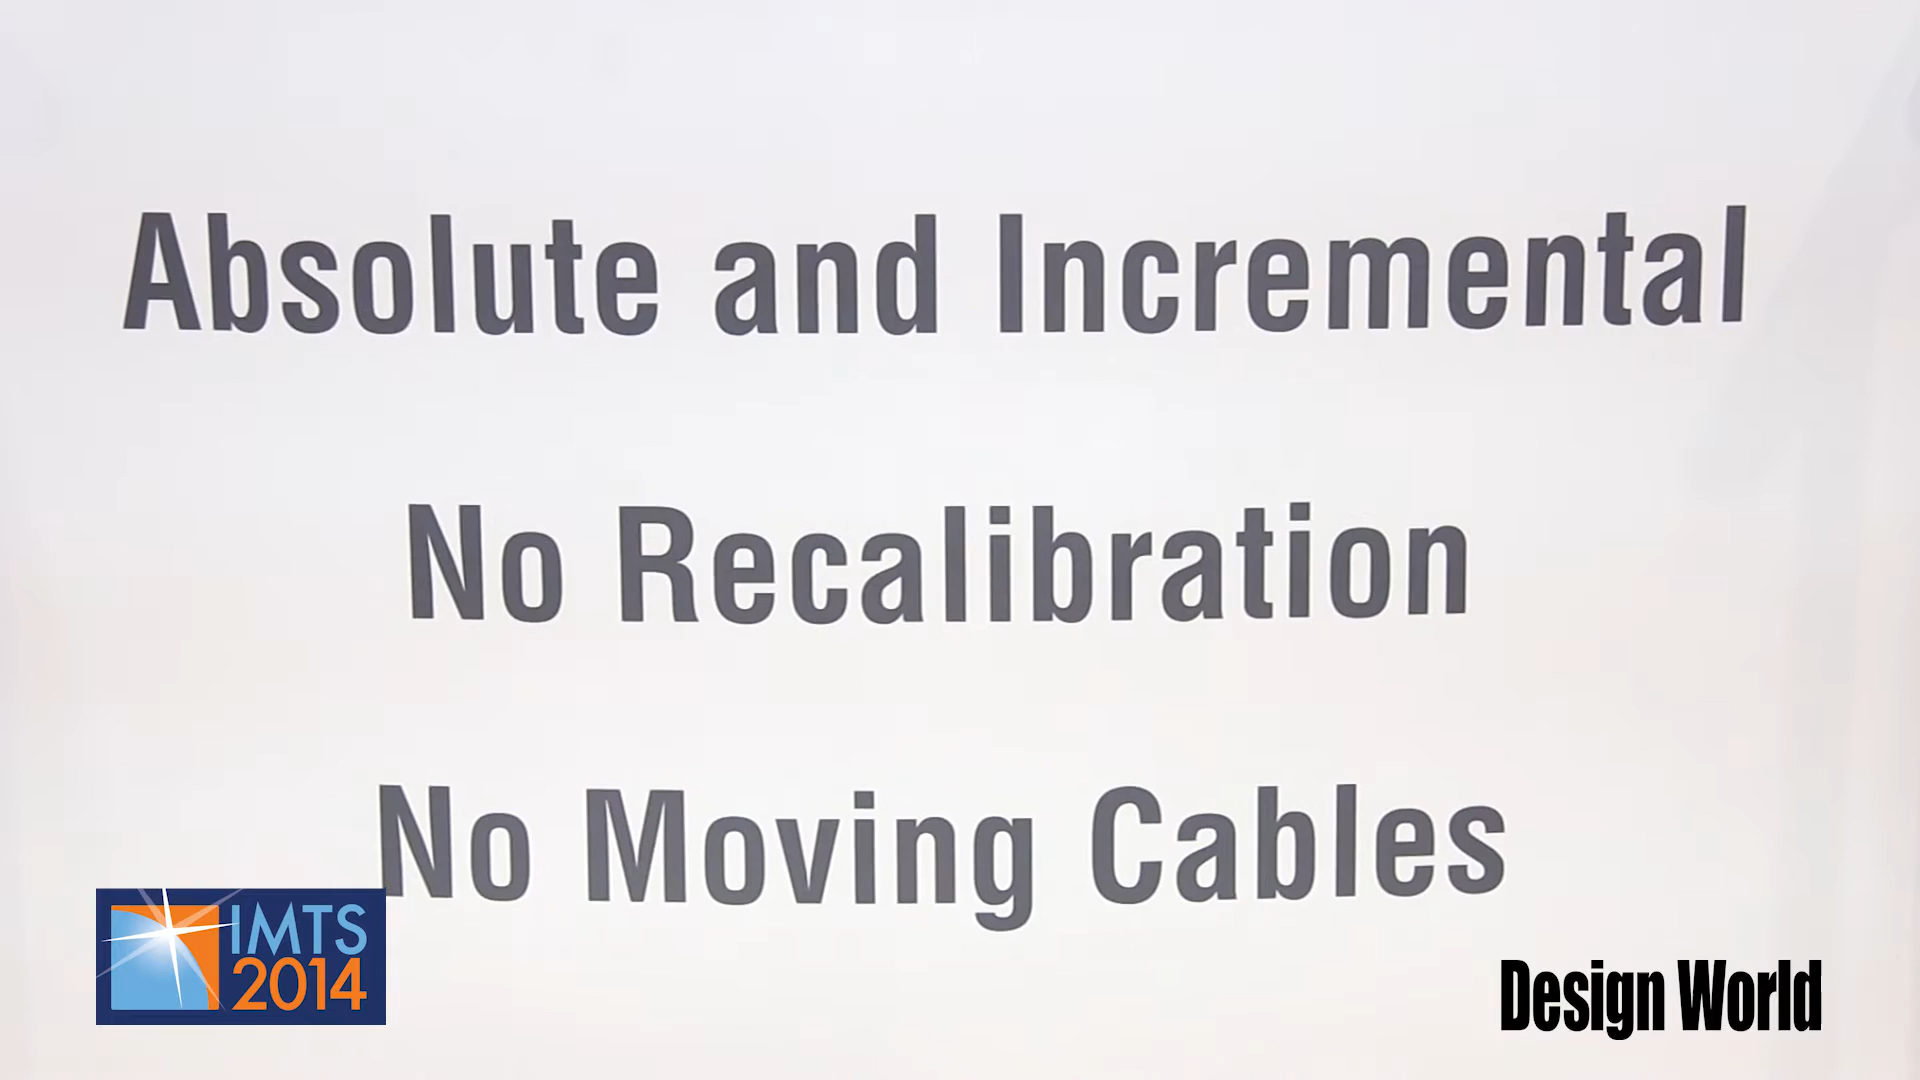 Absolute and Incremental
No Recalibration
No Moving Cables
IMTS
2014
Design World